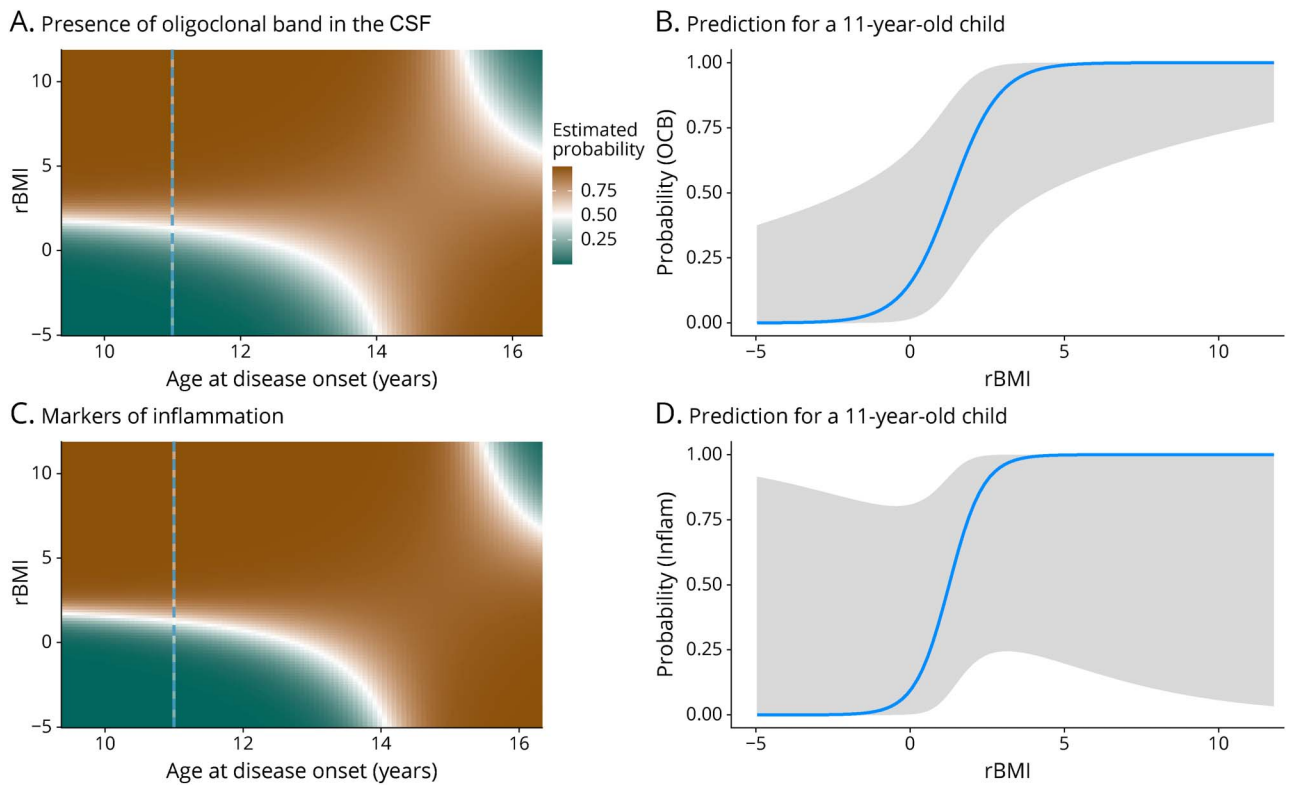 A. Presence of oligoclonal band in the CSF
10
5
0
−5
rBMI
10 12 14 16
Age at disease onset (years)
Estimated
probability
0.75
0.50
0.25
B. Prediction for a 11-year-old child
1.00
0.75
0.50
0.25
0.00
Probability (OCB)
−5 0 5 10
rBMI
C. Markers of inflammation
10
5
0
−5
rBMI
10 12 14 16
Age at disease onset (years)
D. Prediction for a 11-year-old child
1.00
0.75
0.50
0.25
0.00
Probability (Inflam)
−5 0 5 10
rBMI